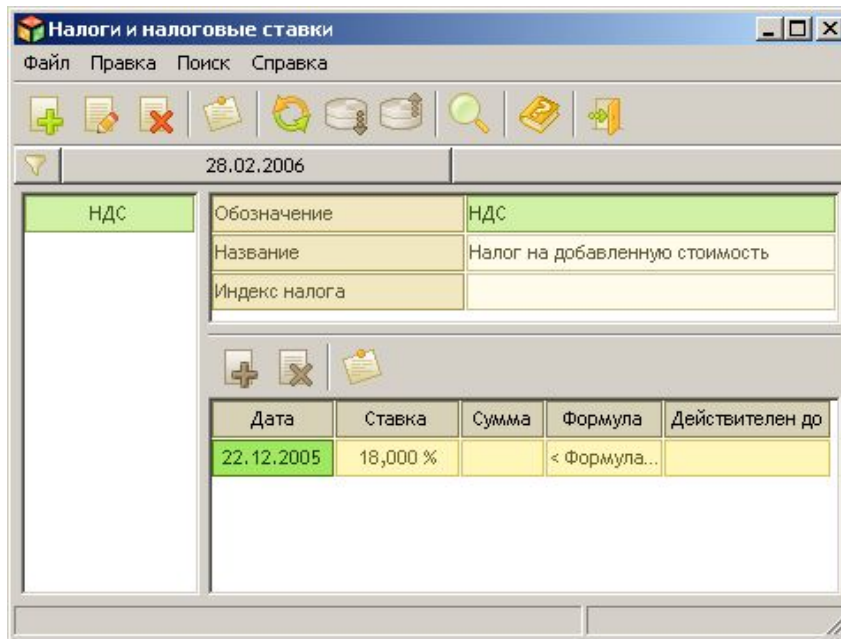 Налоги и налоговые ставки
Файл Правка Поиск Справка
28.02.2006
НДС
Обозначение НДС
Название Налог на добавленную стоимость
Индекс налога
Дата Ставка Сумма Формула Действителен до
22.12.2005 18,000 % < Формула...